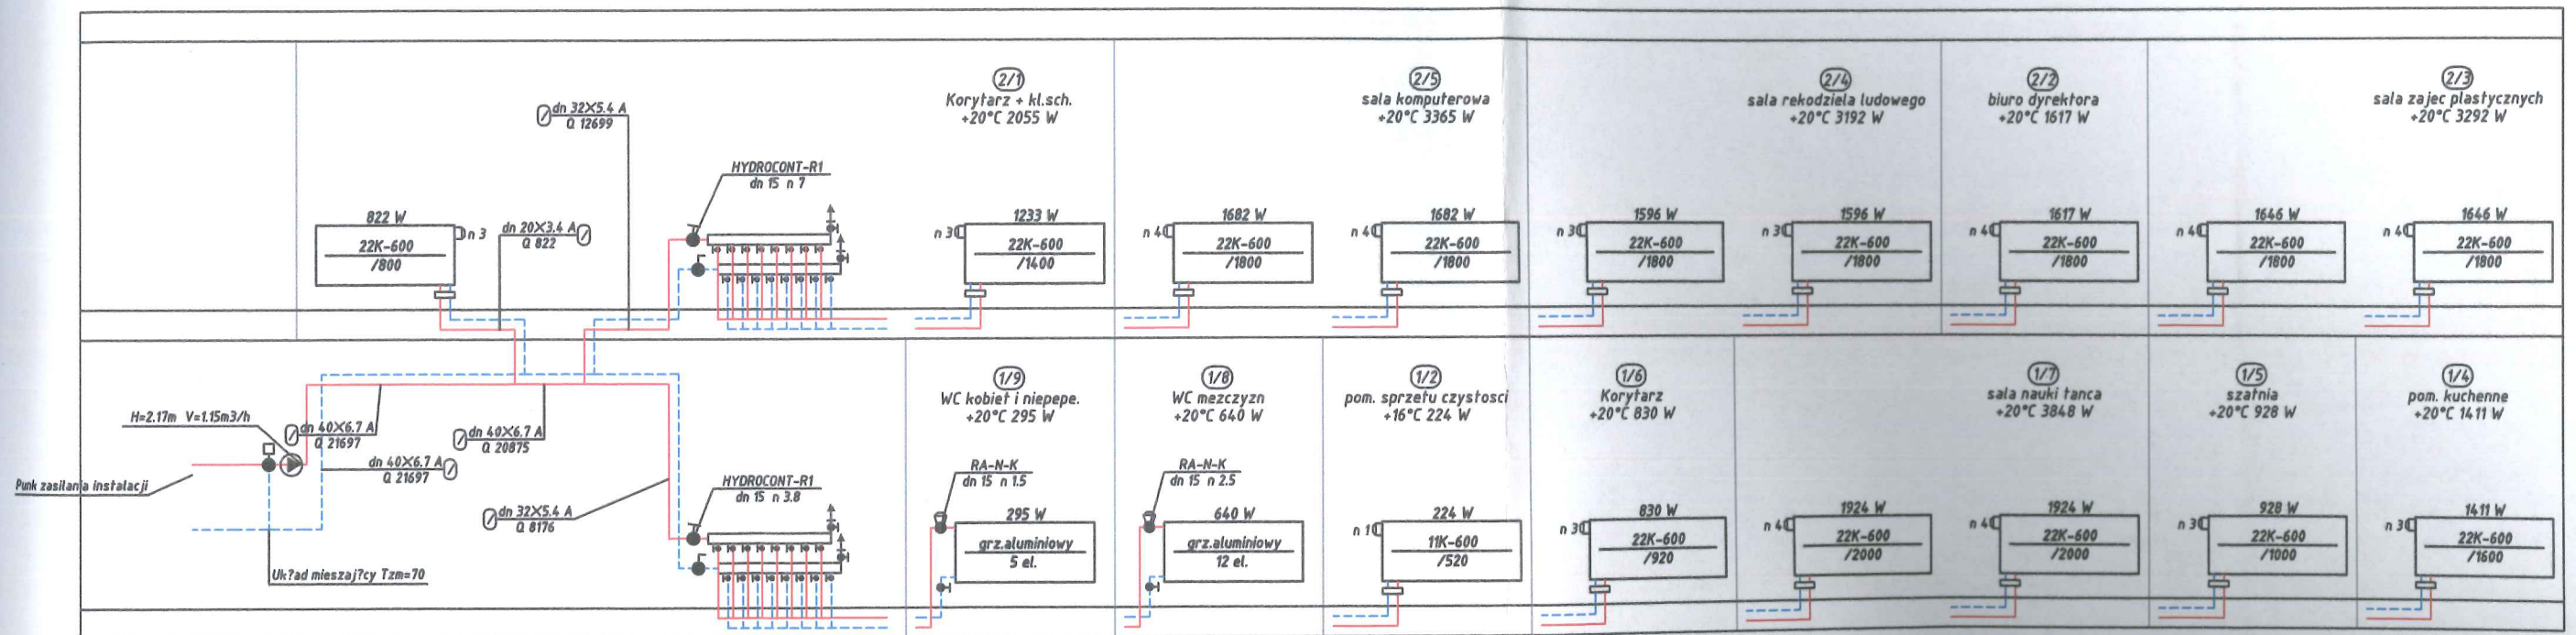 2/1
Korytarz + kl.sch.
+20°C 2055 W
2/5
sala komputerowa
+20°C 3365 W
2/4
sala rekodziela ludowego
+20°C 3192 W
2/2
biuro dyrektora
+20°C 1617 W
2/3
sala zajec plastycznych
+20°C 3292 W
dn 32X5.4 A
Q 12699
HYDROCONT-R1
dn 15 n 7
822 W
22K-600
/800
n 3
dn 20X3.4 A
Q 822
1233 W
n 3
22K-600
/1400
1682 W
n 4
22K-600
/1800
1682 W
n 4
22K-600
/1800
1596 W
n 3
22K-600
/1800
1596 W
n 3
22K-600
/1800
1617 W
n 4
22K-600
/1800
1646 W
n 4
22K-600
/1800
1646 W
n 4
22K-600
/1800
1/9
WC kobiet i niepepe.
+20°C 295 W
1/8
WC mezczyzn
+20°C 640 W
1/2
pom. sprzetu czystosci
+16°C 224 W
1/6
Korytarz
+20°C 830 W
1/7
sala nauki tanca
+20°C 3848 W
1/5
szatnia
+20°C 928 W
1/4
pom. kuchenne
+20°C 1411 W
H=2.17m V=1.15m3/h
dn 40X6.7 A
Q 21697
dn 40X6.7 A
Q 20875
dn 40X6.7 A
Q 21697
Punk zasilania instalacji
dn 32X5.4 A
Q 8176
HYDROCONT-R1
dn 15 n 3.8
Uk?ad mieszaj?cy Tzm=70
RA-N-K
dn 15 n 1.5
295 W
grz.aluminiowy
5 el.
RA-N-K
dn 15 n 2.5
640 W
grz.aluminiowy
12 el.
224 W
n 1
11K-600
/520
830 W
n 3
22K-600
/920
1924 W
n 4
22K-600
/2000
1924 W
n 4
22K-600
/2000
928 W
n 3
22K-600
/1000
1411 W
n 3
22K-600
/1600